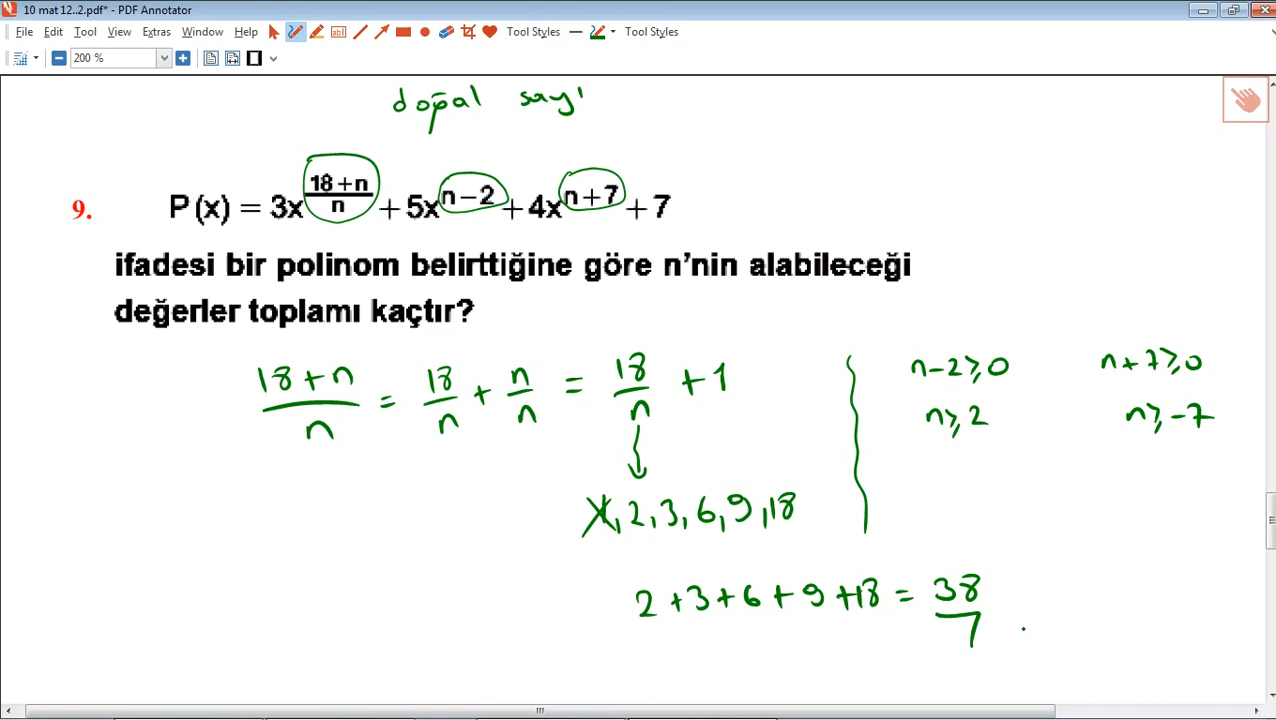 10 mat 12..2.pdf* - PDF Annotator
File Edit Tool View Extras Window Help Tool Styles Tool Styles
200 %
doğal sayı
9. P(x) = 3x^((18+n)/n) + 5x^(n−2) + 4x^(n+7) + 7
ifadesi bir polinom belirttiğine göre n'nin alabileceği
değerler toplamı kaçtır?
(18+n)/n = 18/n + n/n = 18/n + 1
n-2≥0 n+7≥0
n≥2 n≥-7
1, 2, 3, 6, 9, 18
2+3+6+9+18 = 38